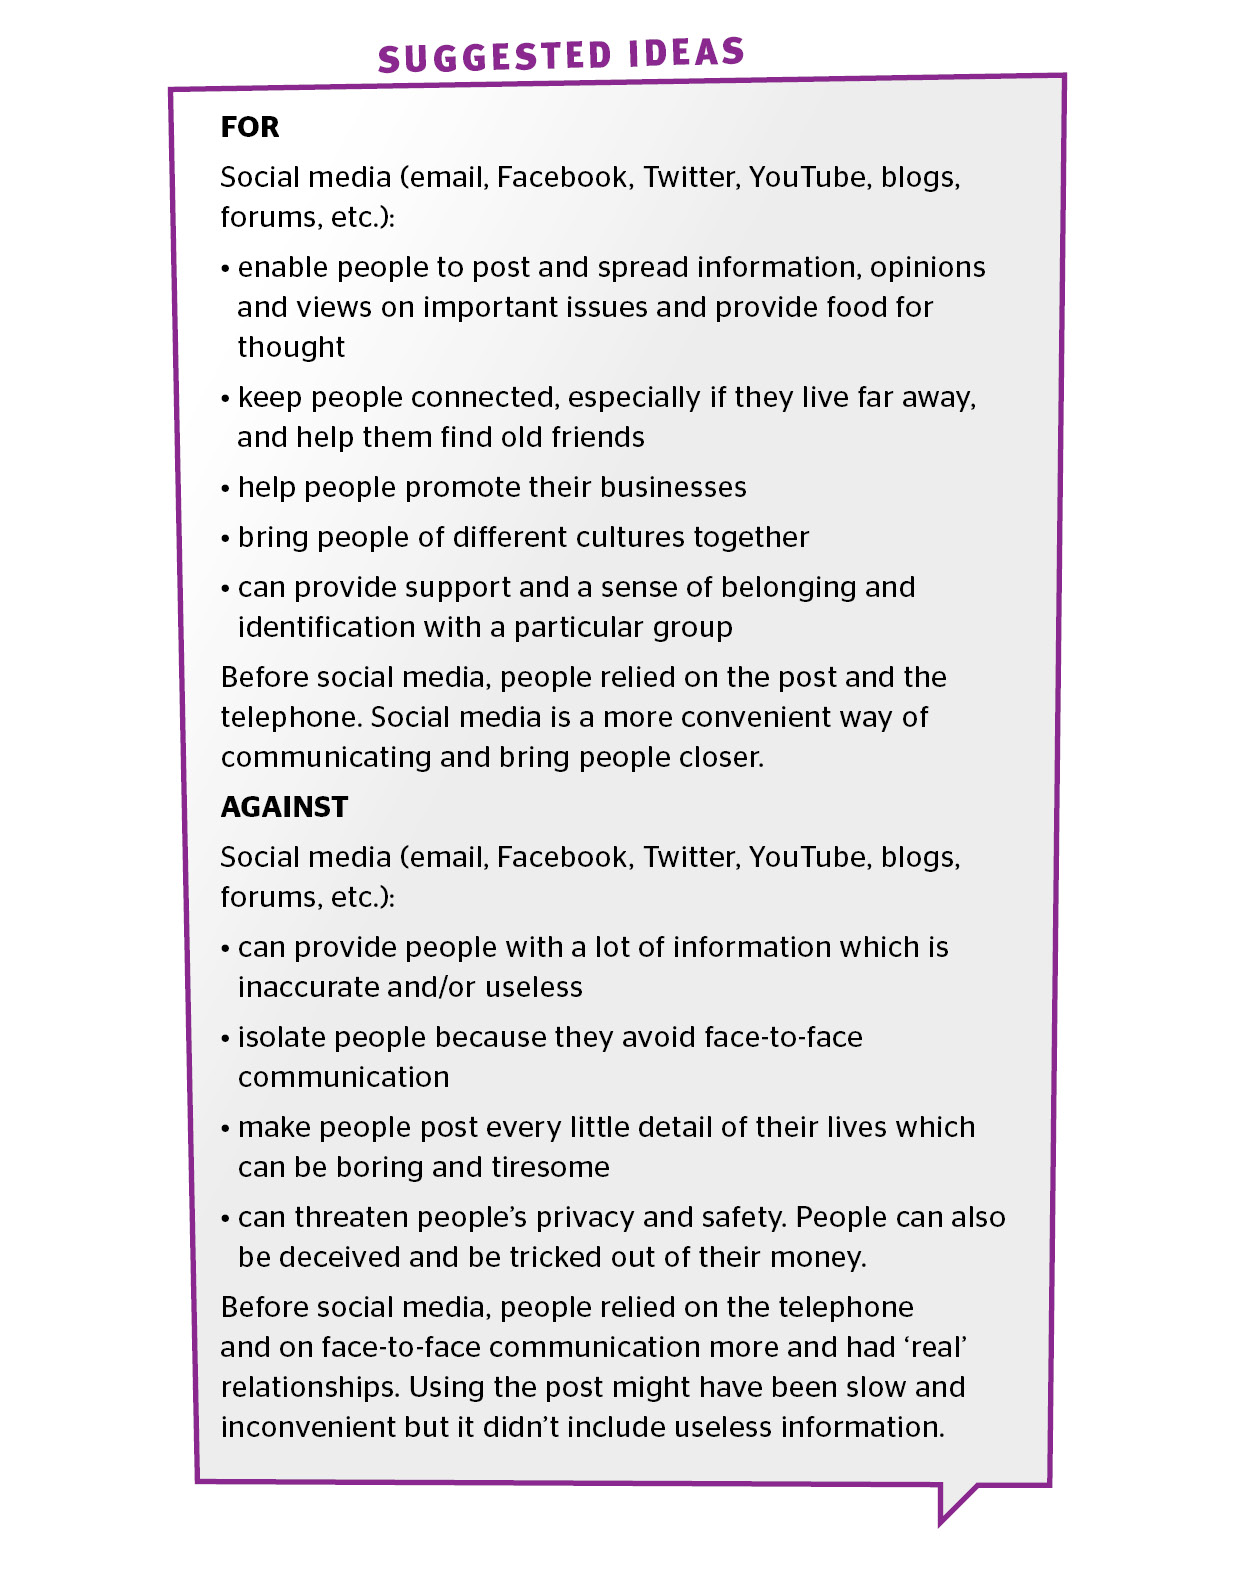 SUGGESTED IDEAS
FOR
Social media (email, Facebook, Twitter, YouTube, blogs,
forums, etc.):
• enable people to post and spread information, opinions
and views on important issues and provide food for
thought
• keep people connected, especially if they live far away,
and help them find old friends
• help people promote their businesses
• bring people of different cultures together
• can provide support and a sense of belonging and
identification with a particular group
Before social media, people relied on the post and the
telephone. Social media is a more convenient way of
communicating and bring people closer.
AGAINST
Social media (email, Facebook, Twitter, YouTube, blogs,
forums, etc.):
• can provide people with a lot of information which is
inaccurate and/or useless
• isolate people because they avoid face-to-face
communication
• make people post every little detail of their lives which
can be boring and tiresome
• can threaten people’s privacy and safety. People can also
be deceived and be tricked out of their money.
Before social media, people relied on the telephone
and on face-to-face communication more and had ‘real’
relationships. Using the post might have been slow and
inconvenient but it didn’t include useless information.